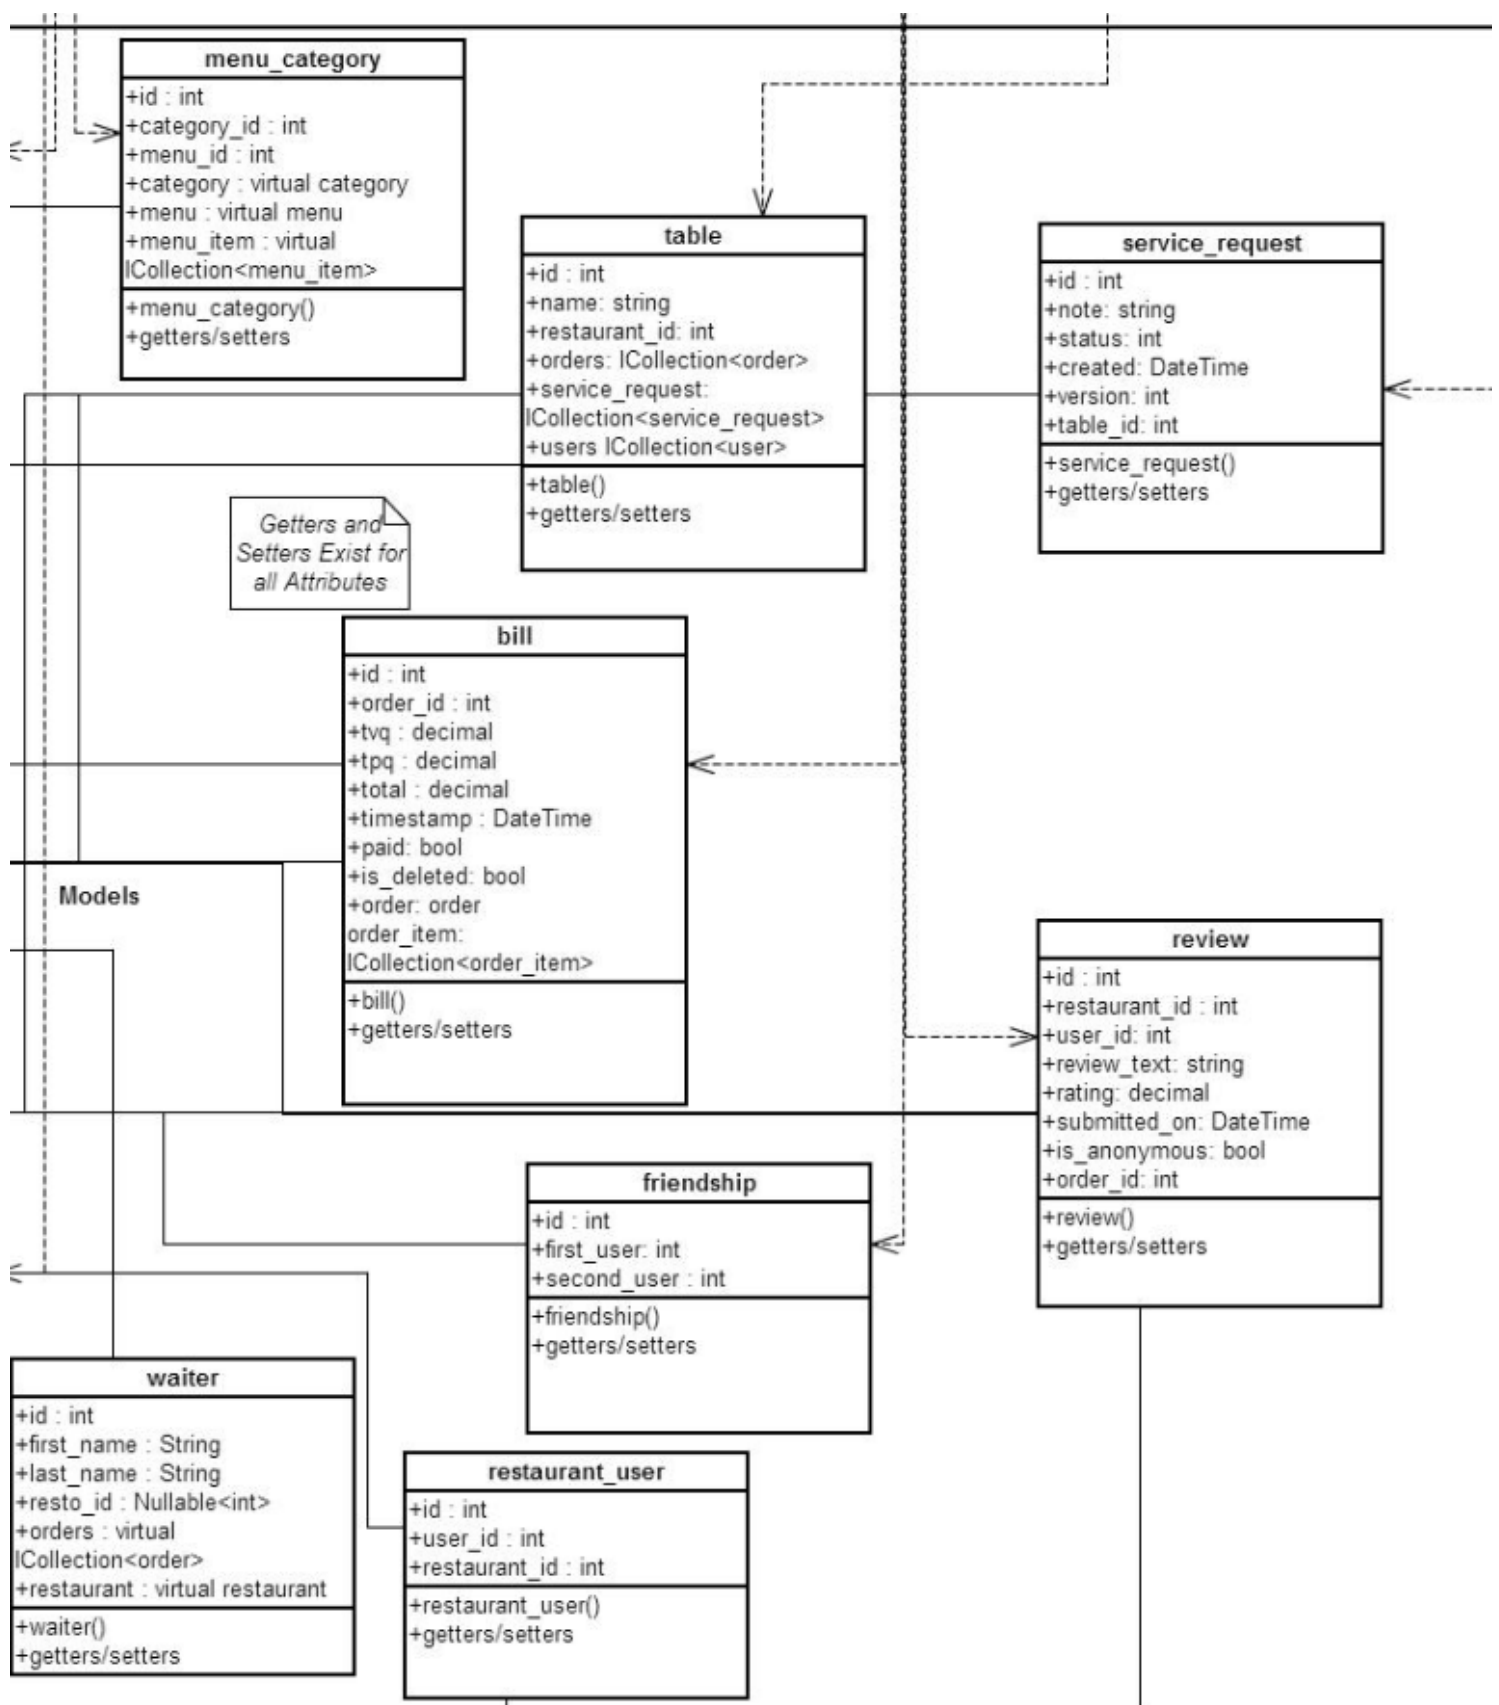 menu_category
+id : int
+category_id : int
+menu_id : int
+category : virtual category
+menu : virtual menu
+menu_item : virtual
ICollection<menu_item>
+menu_category()
+getters/setters
table
+id : int
+name: string
+restaurant_id: int
+orders: ICollection<order>
+service_request:
ICollection<service_request>
+users ICollection<user>
+table()
+getters/setters
service_request
+id : int
+note: string
+status: int
+created: DateTime
+version: int
+table_id: int
+service_request()
+getters/setters
Getters and
Setters Exist for
all Attributes
bill
+id : int
+order_id : int
+tvq : decimal
+tpq : decimal
+total : decimal
+timestamp : DateTime
+paid: bool
+is_deleted: bool
+order: order
order_item:
ICollection<order_item>
+bill()
+getters/setters
Models
review
+id : int
+restaurant_id : int
+user_id: int
+review_text: string
+rating: decimal
+submitted_on: DateTime
+is_anonymous: bool
+order_id: int
+review()
+getters/setters
friendship
+id : int
+first_user: int
+second_user : int
+friendship()
+getters/setters
waiter
+id : int
+first_name : String
+last_name : String
+resto_id : Nullable<int>
+orders : virtual
ICollection<order>
+restaurant : virtual restaurant
+waiter()
+getters/setters
restaurant_user
+id : int
+user_id : int
+restaurant_id : int
+restaurant_user()
+getters/setters